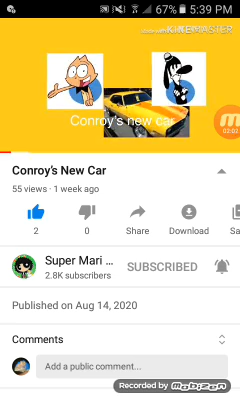 67% 5:39 PM
KINEMASTER
Conroy's new car
02:02
Conroy's New Car
55 views · 1 week ago
2
0
Share
Download
Sa
Super Mari ...
2.8K subscribers
SUBSCRIBED
Published on Aug 14, 2020
Comments
Add a public comment...
Recorded by Mobizen